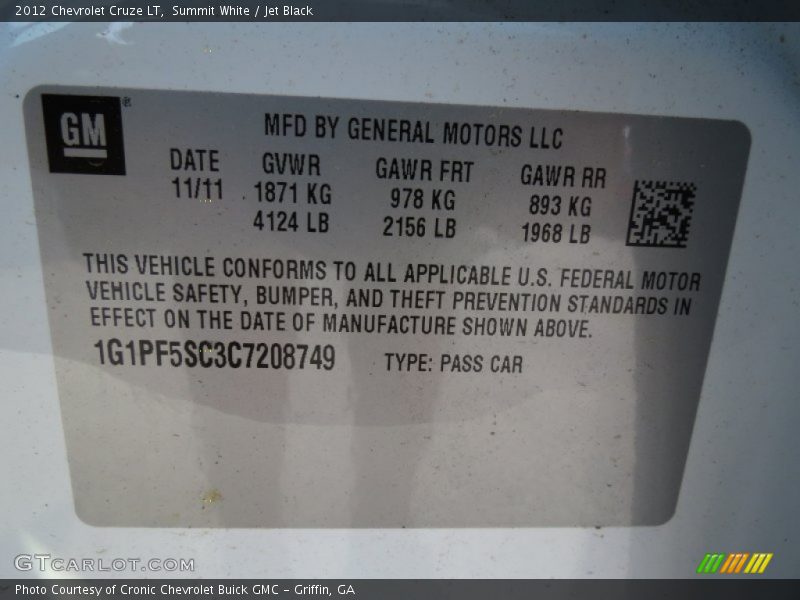 2012 Chevrolet Cruze LT,  Summit White / Jet Black
GM®
MFD BY GENERAL MOTORS LLC
DATE GVWR GAWR FRT GAWR RR
11/11 1871 KG 978 KG 893 KG
4124 LB 2156 LB 1968 LB
THIS VEHICLE CONFORMS TO ALL APPLICABLE U.S. FEDERAL MOTOR
VEHICLE SAFETY, BUMPER, AND THEFT PREVENTION STANDARDS IN
EFFECT ON THE DATE OF MANUFACTURE SHOWN ABOVE.
1G1PF5SC3C7208749 TYPE: PASS CAR
GTCARLOT.COM
Photo Courtesy of Cronic Chevrolet Buick GMC – Griffin, GA